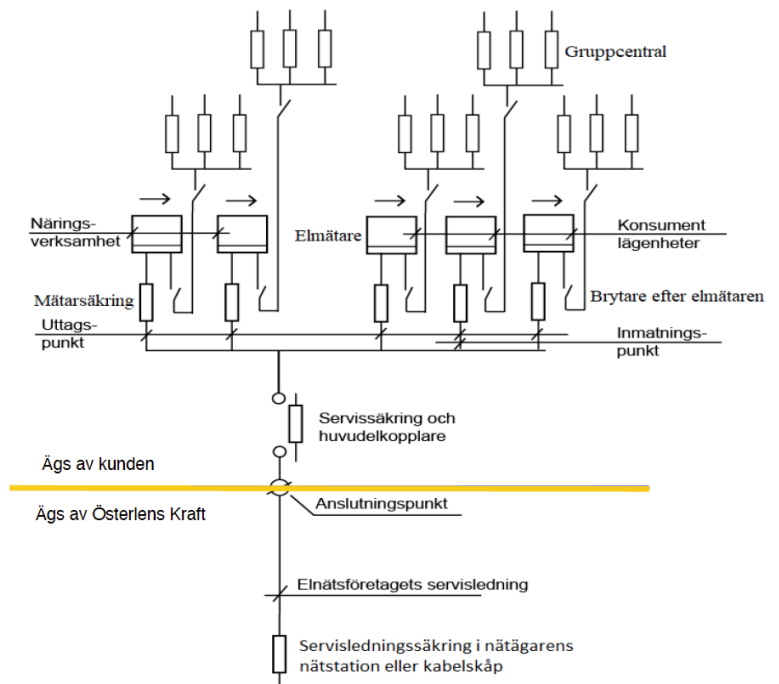 Gruppcentral
Närings-
verksamhet
Elmätare
Konsument
lägenheter
Mätarsäkring
Brytare efter elmätaren
Uttags-
punkt
Inmatnings-
punkt
Servissäkring och
huvudelkopplare
Ägs av kunden
Ägs av Österlens Kraft
Anslutningspunkt
Elnätsföretagets servisledning
Servisledningssäkring i nätägarens
nätstation eller kabelskåp